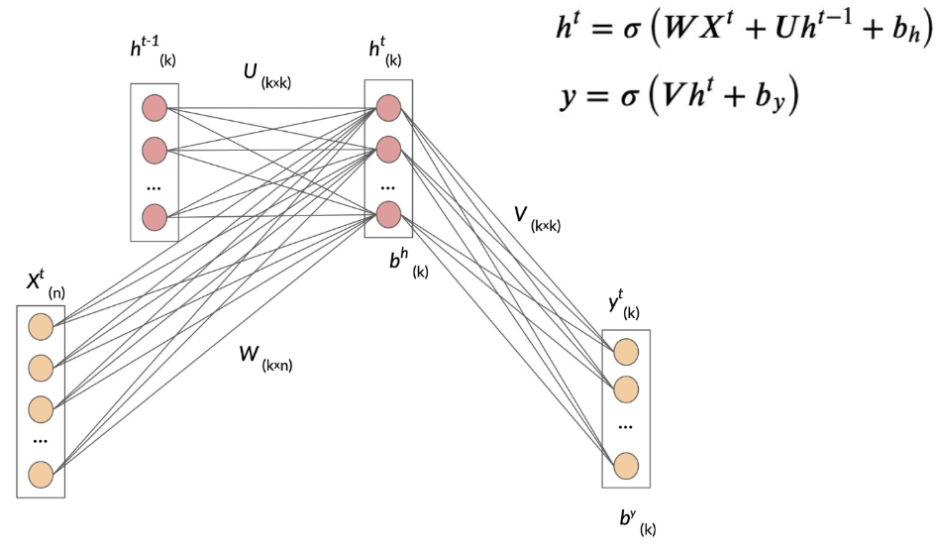 h^{t-1}_{(k)}
U_{(k×k)}
h^t_{(k)}
h^t = σ (WX^t + Uh^{t−1} + b_h)
y = σ (Vh^t + b_y)
...
...
V_{(k×k)}
b^h_{(k)}
X^t_{(n)}
y^t_{(k)}
W_{(k×n)}
...
...
b^y_{(k)}